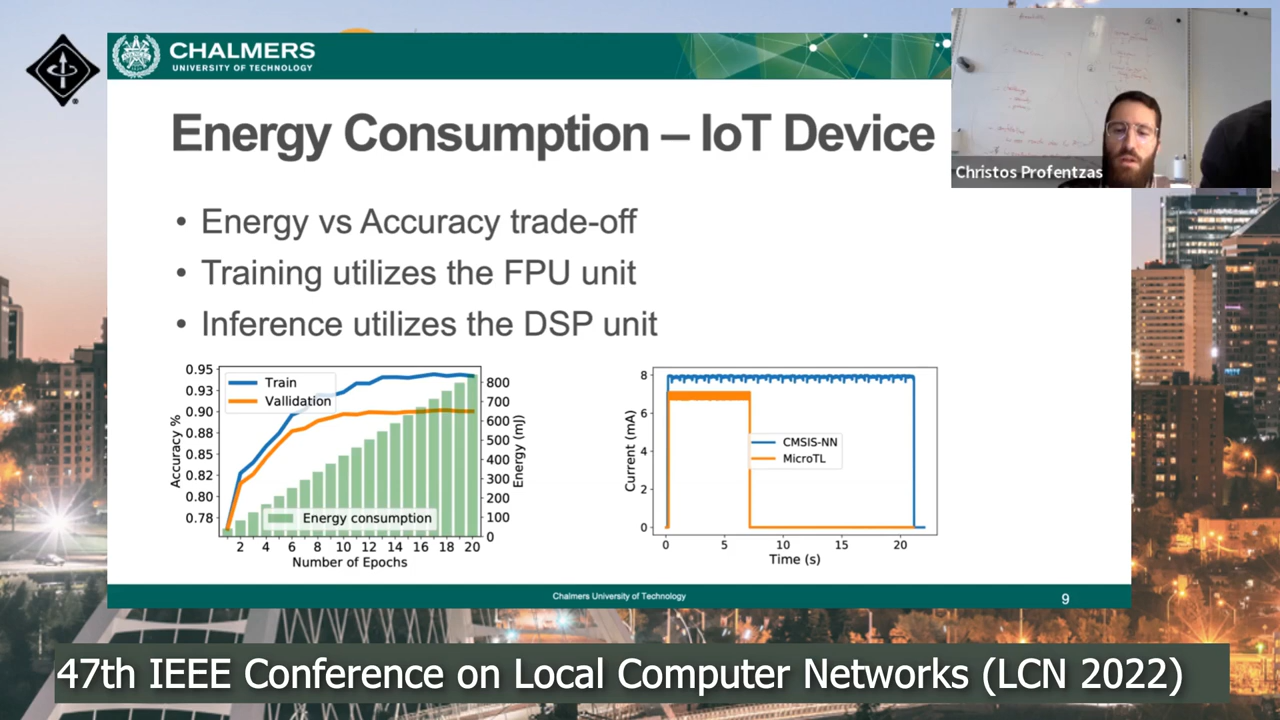 CHALMERS
UNIVERSITY OF TECHNOLOGY
Energy Consumption – IoT Device
Christos Profentzas
• Energy vs Accuracy trade-off
• Training utilizes the FPU unit
• Inference utilizes the DSP unit
0.95
0.93
0.90
0.88
0.85
0.82
0.80
0.78
Accuracy %
Train
Vallidation
Energy consumption
800
700
600
500
400
300
200
100
0
Energy (mJ)
2 4 6 8 10 12 14 16 18 20
Number of Epochs
8
6
4
2
0
Current (mA)
CMSIS-NN
MicroTL
0 5 10 15 20
Time (s)
Chalmers University of Technology
9
47th IEEE Conference on Local Computer Networks (LCN 2022)